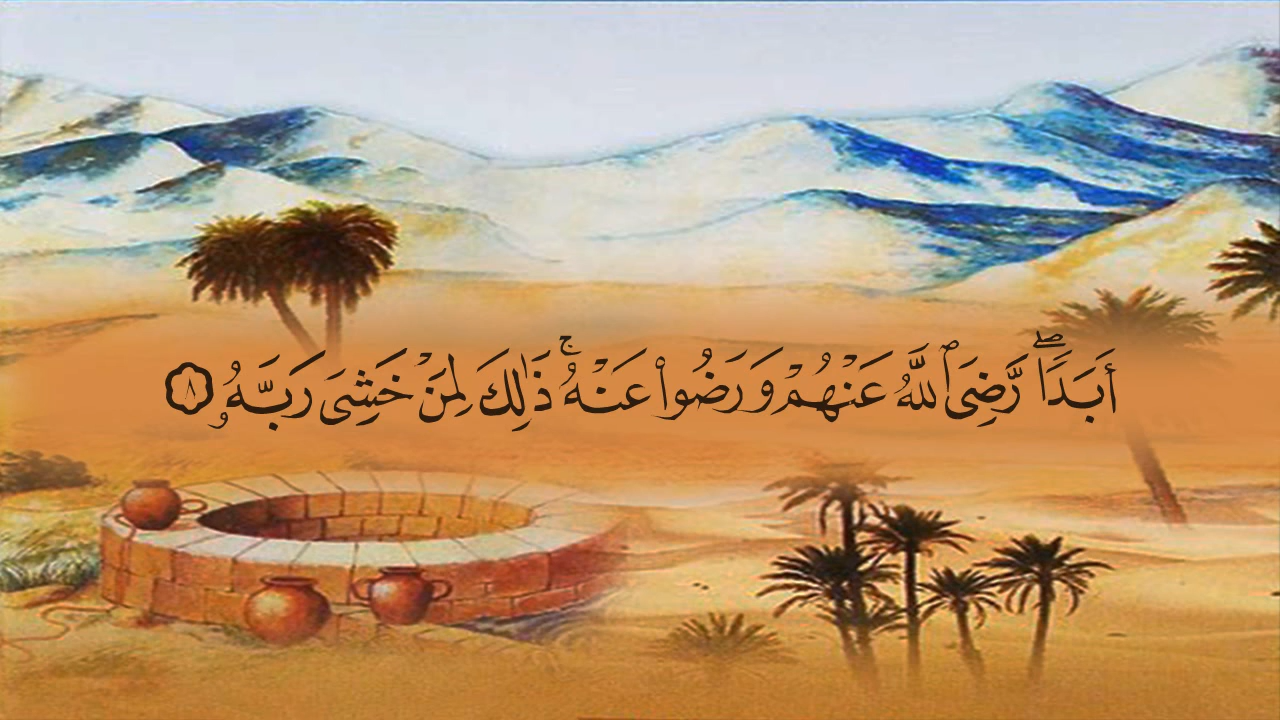 أَبَدًۭاۖ رَّضِىَ ٱللَّهُ عَنْهُمْ وَرَضُوا۟ عَنْهُ ۚ ذَٰلِكَ لِمَنْ خَشِىَ رَبَّهُۥ ٨